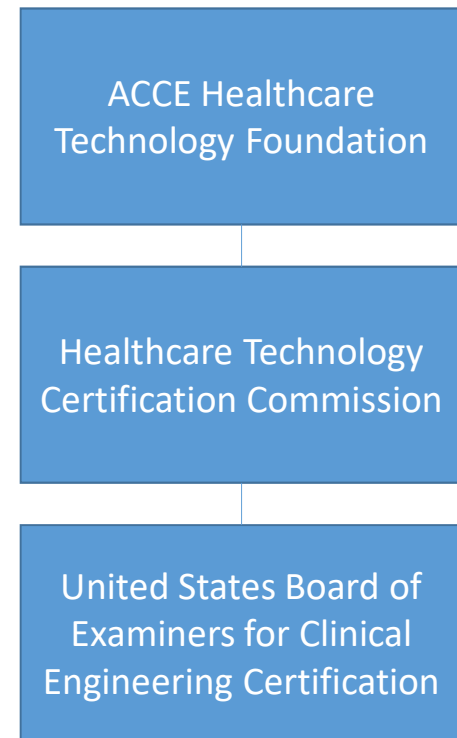 ACCE Healthcare
Technology Foundation
Healthcare Technology
Certification Commission
United States Board of
Examiners for Clinical
Engineering Certification